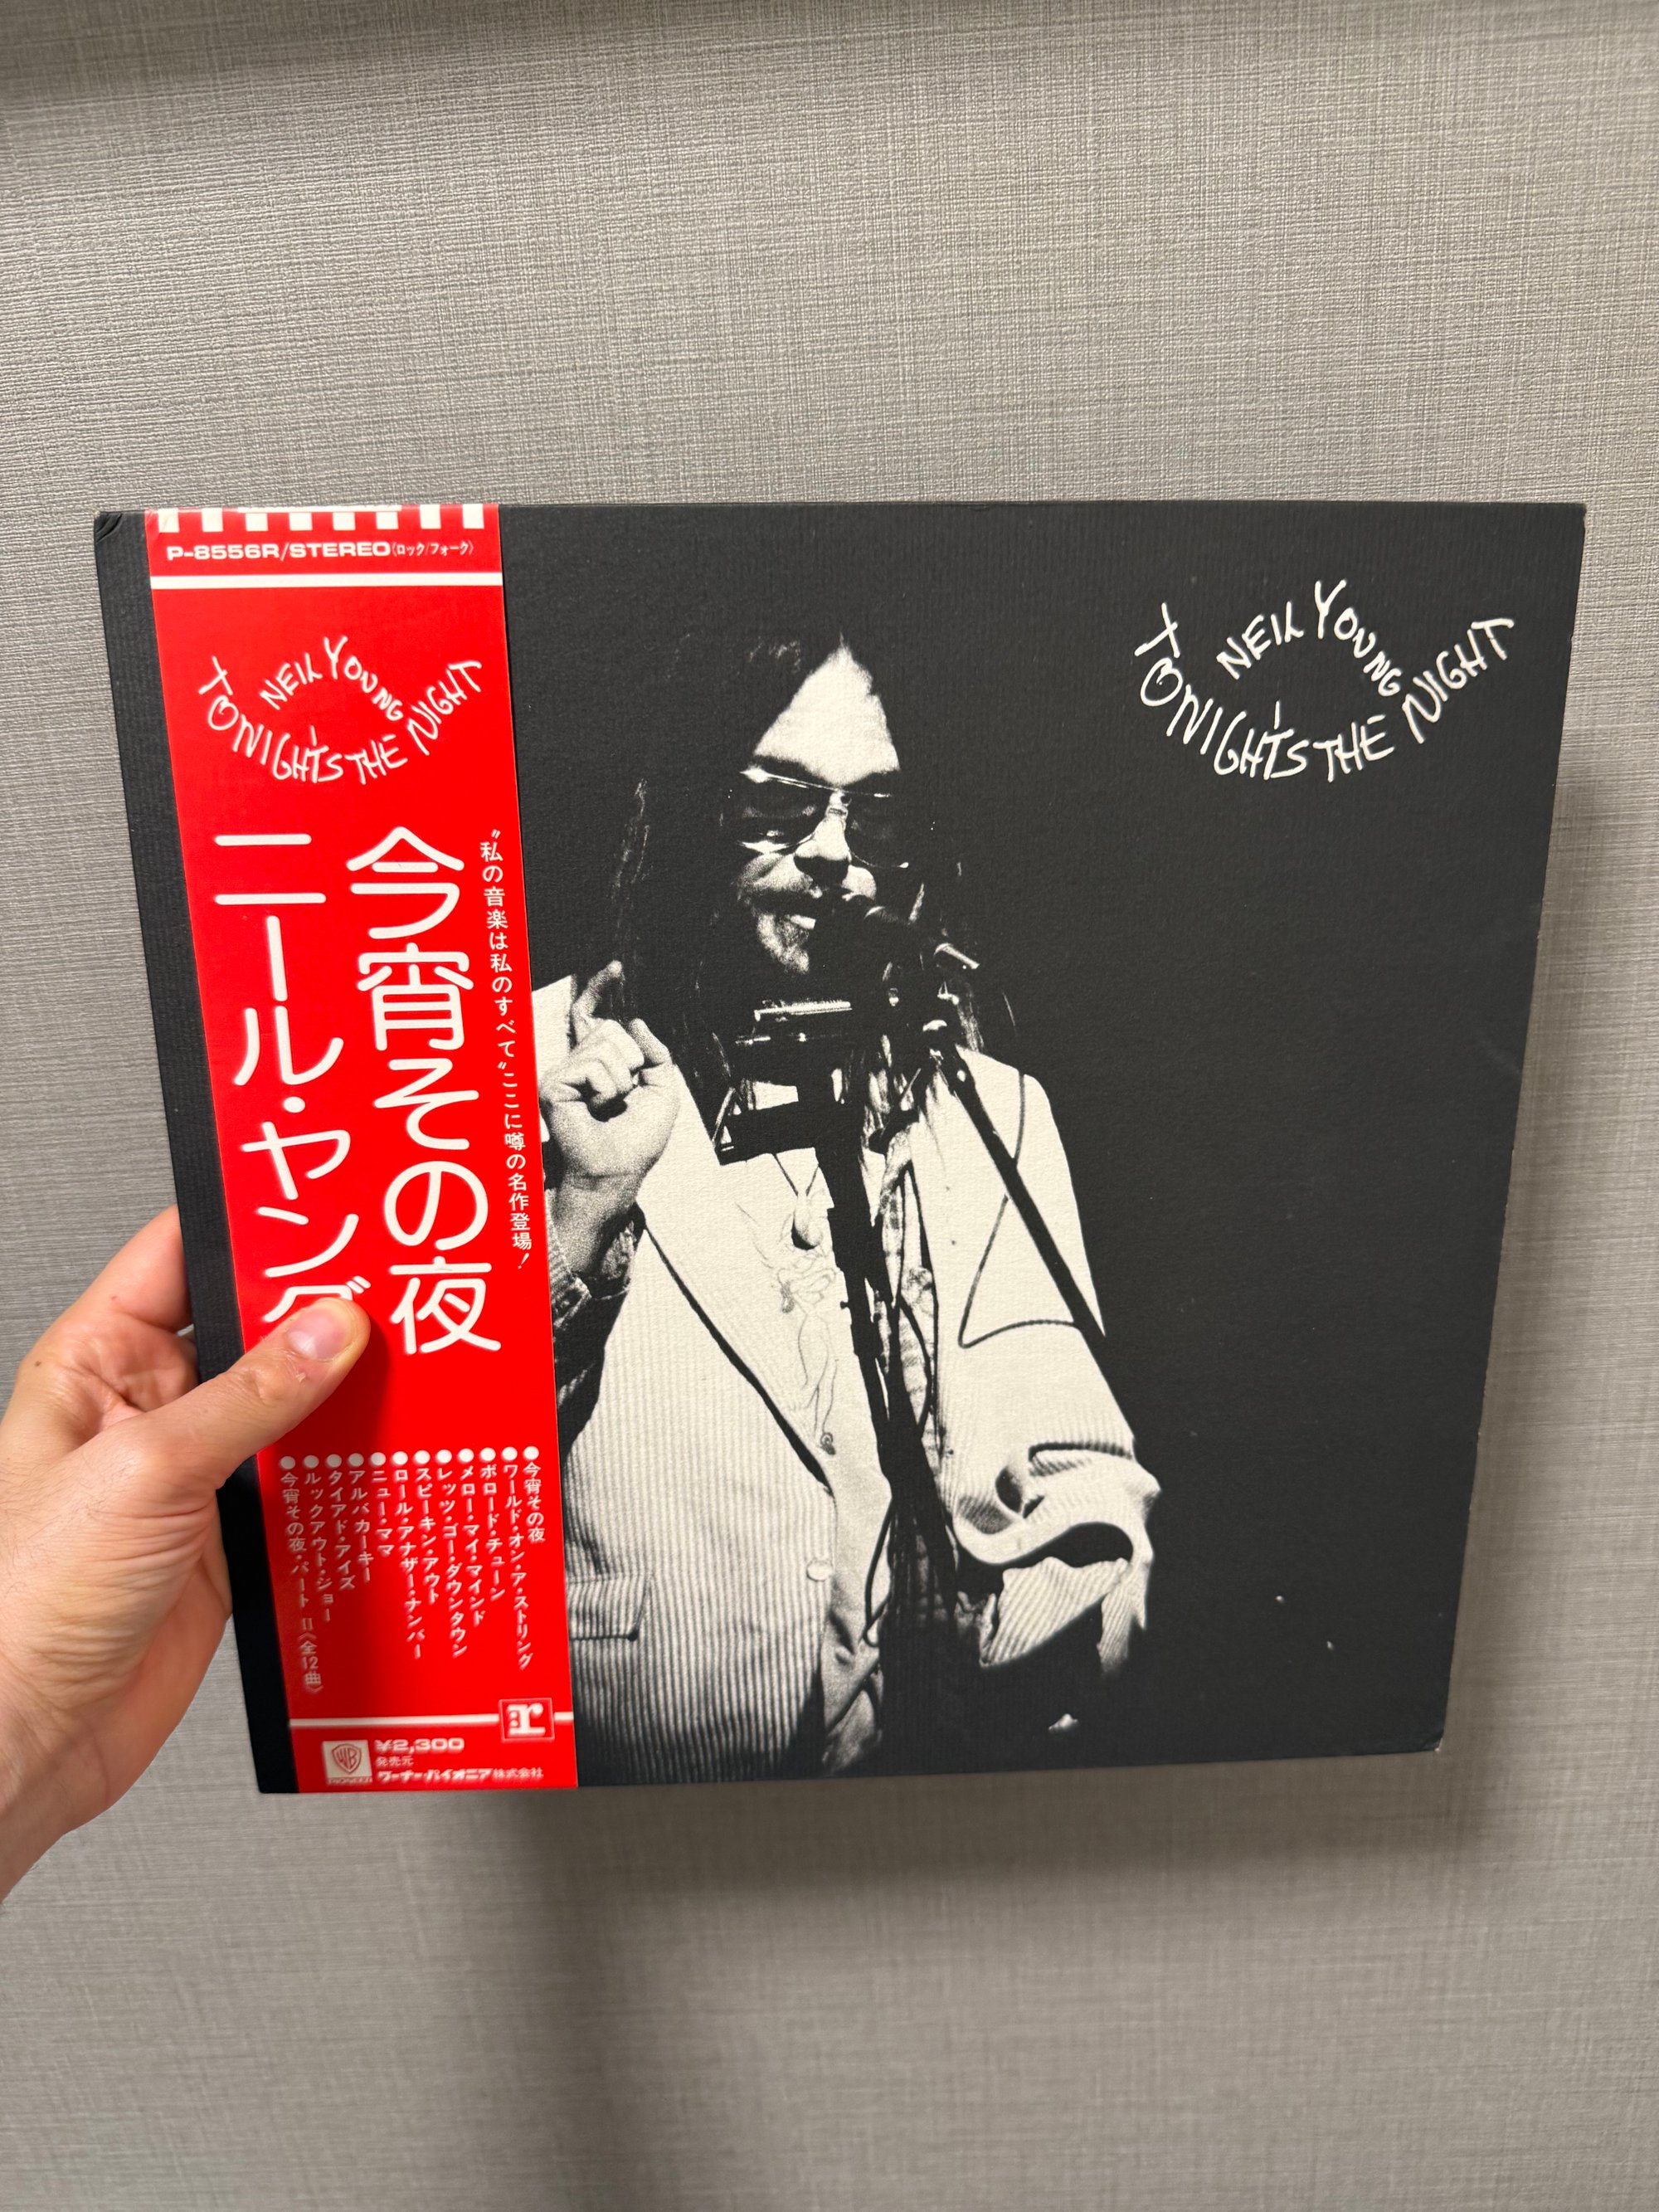 P-8556R/STEREO(ロック/フォーク)
NEIL YOUNG
TONIGHT'S THE NIGHT
"私の音楽は私のすべて"ここに噂の名作登場!
今宵その夜
ニール・ヤング
●今宵その夜
●ワールド・オン・ア・ストリング
●ボロード・チューン
●メロー・マイ・マインド
●レッツ・ゴー・ダウンタウン
●スピーキン・アウト
●ロール・アナザー・ナンバー
●ニュー・ママ
●アルバカーキー
●タイアド・アイズ
●ルックアウト・ジョー
●今宵その夜・パートII〈全12曲〉
r
WB
¥2,300
発売元
ワーナー・パイオニア株式会社
NEIL YOUNG
TONIGHT'S THE NIGHT